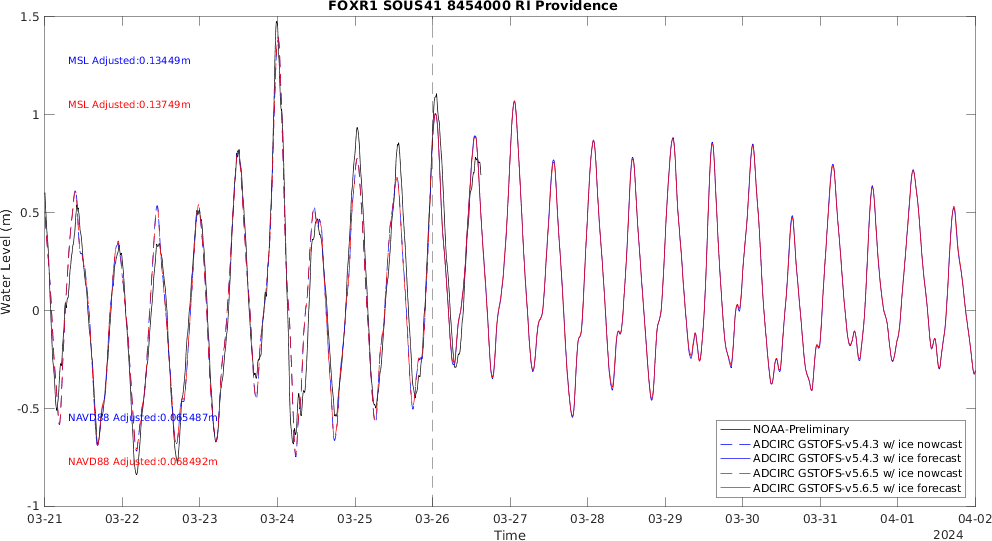 FOXR1 SOUS41 8454000 RI Providence
Water Level (m)
1.5
1
0.5
0
-0.5
-1
MSL Adjusted:0.13449m
MSL Adjusted:0.13749m
NAVD88 Adjusted:0.065487m
NAVD88 Adjusted:0.068492m
NOAA-Preliminary
ADCIRC GSTOFS-v5.4.3 w/ ice nowcast
ADCIRC GSTOFS-v5.4.3 w/ ice forecast
ADCIRC GSTOFS-v5.6.5 w/ ice nowcast
ADCIRC GSTOFS-v5.6.5 w/ ice forecast
03-21 03-22 03-23 03-24 03-25 03-26 03-27 03-28 03-29 03-30 03-31 04-01 04-02
Time
2024